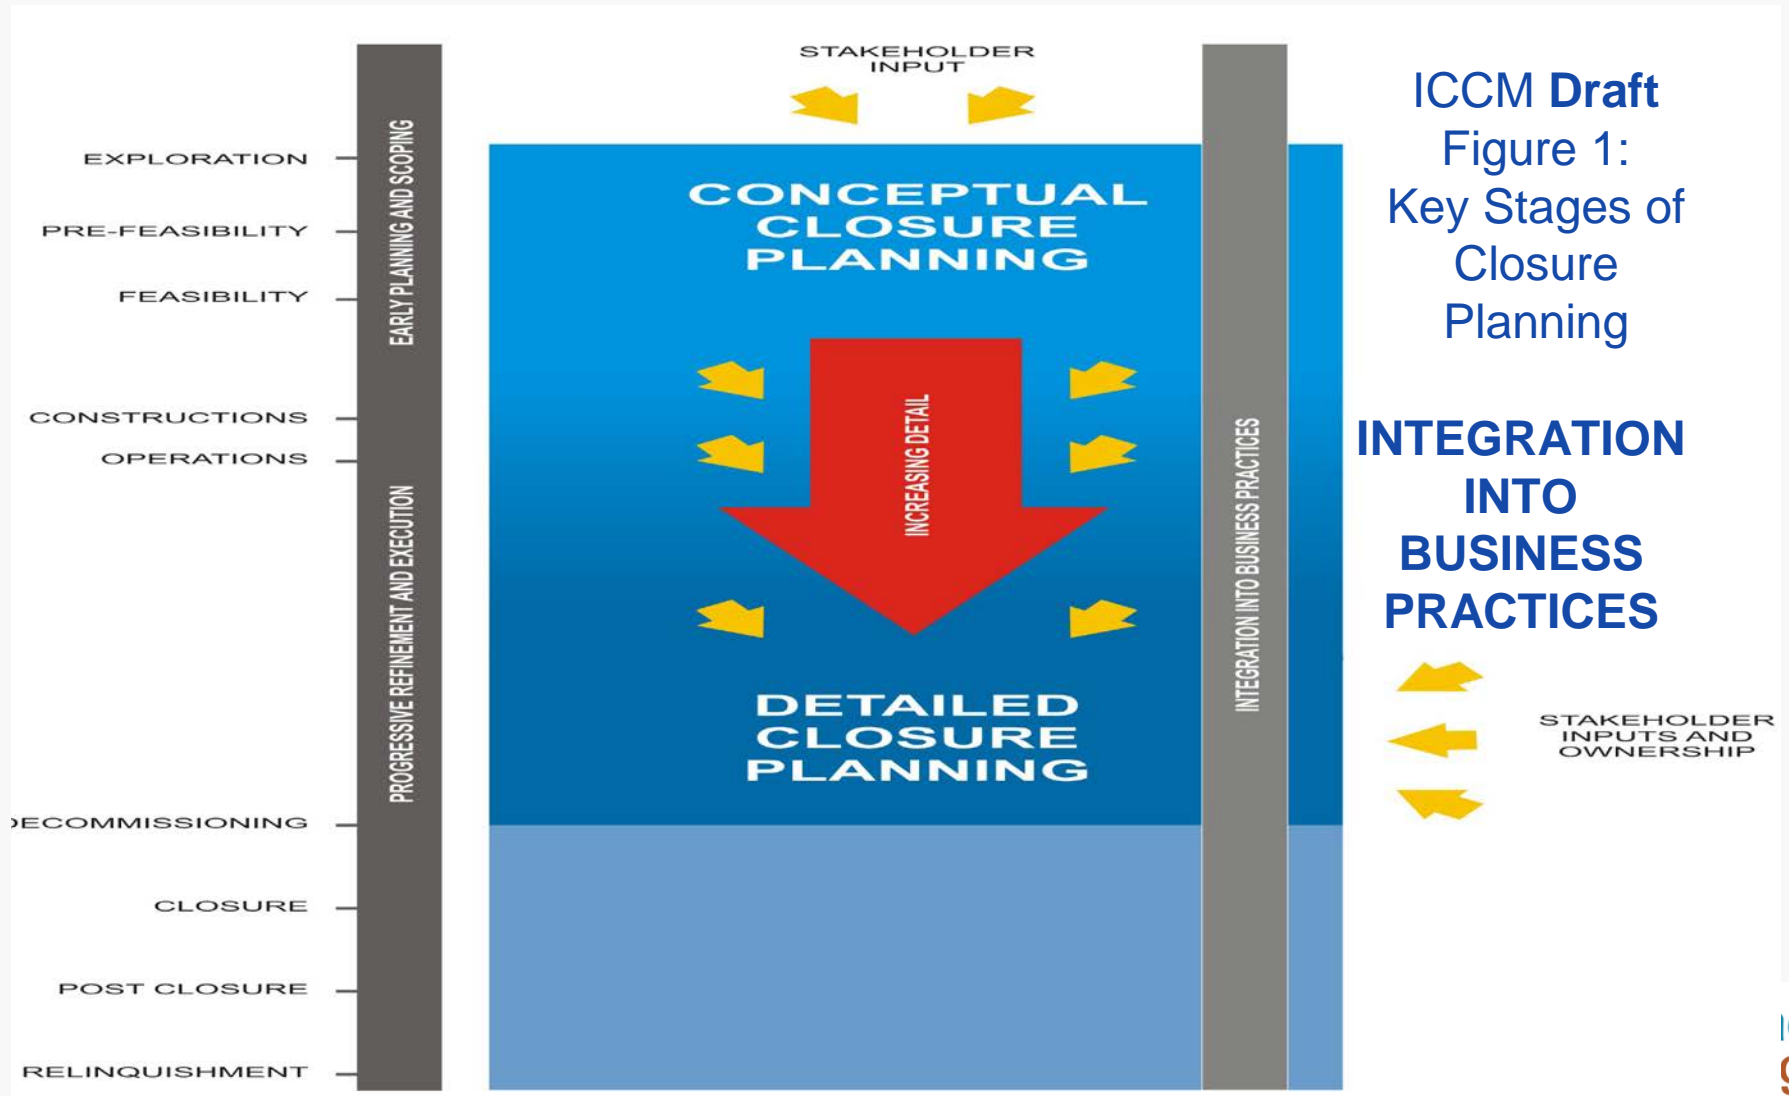 STAKEHOLDER
INPUT
EXPLORATION
PRE-FEASIBILITY
FEASIBILITY
CONSTRUCTIONS
OPERATIONS
DECOMMISSIONING
CLOSURE
POST CLOSURE
RELINQUISHMENT
EARLY PLANNING AND SCOPING
PROGRESSIVE REFINEMENT AND EXECUTION
CONCEPTUAL
CLOSURE
PLANNING
INCREASING DETAIL
DETAILED
CLOSURE
PLANNING
INTEGRATION INTO BUSINESS PRACTICES
ICCM Draft
Figure 1:
Key Stages of
Closure
Planning
INTEGRATION
INTO
BUSINESS
PRACTICES
STAKEHOLDER
INPUTS AND
OWNERSHIP